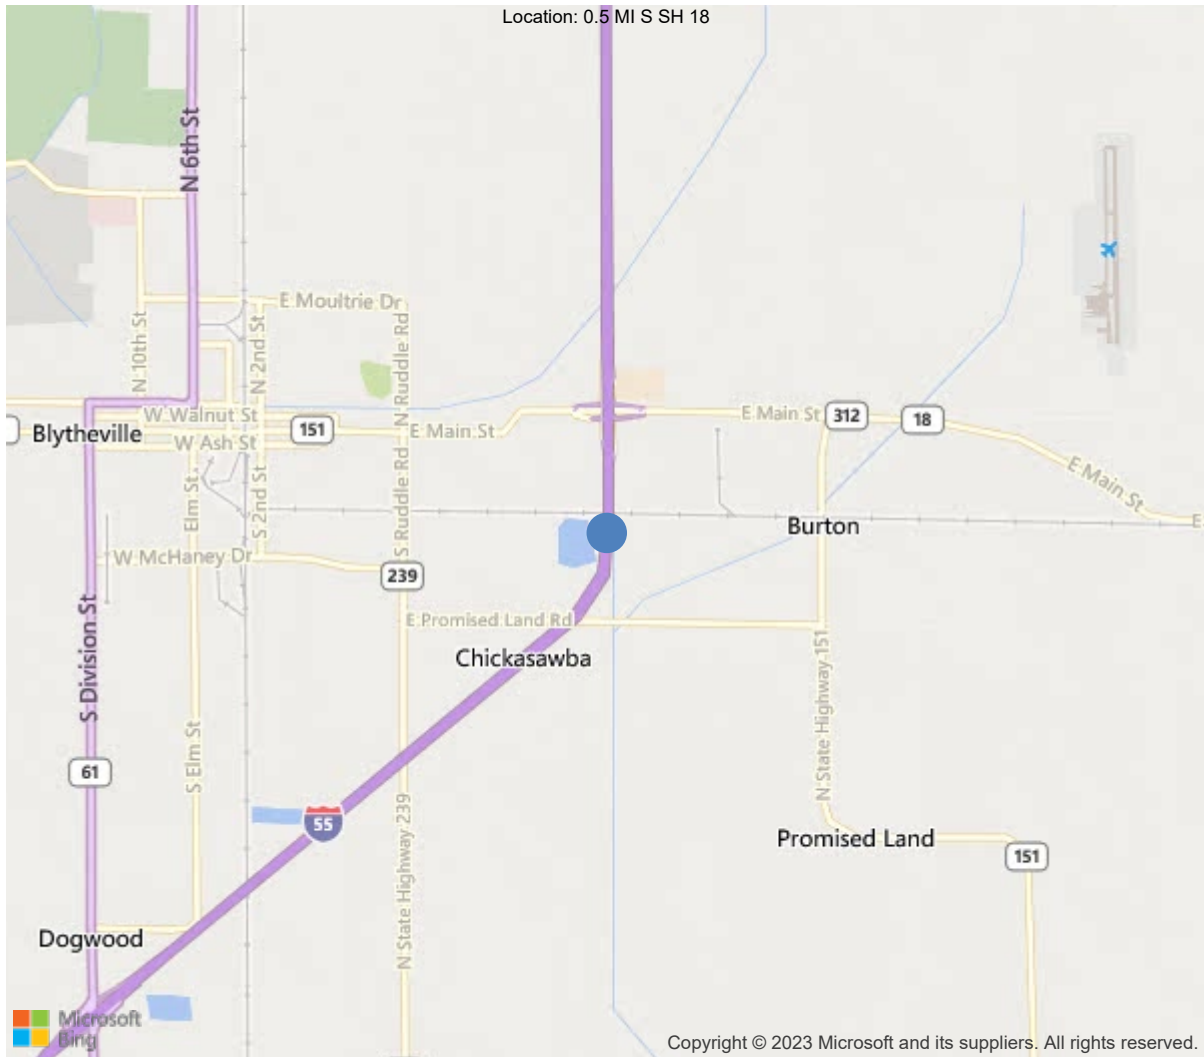 Location: 0.5 MI S SH 18
N 6th St
E Moultrie Dr
N 10th St
N 2nd St
N Ruddle Rd
W Walnut St
151
E Main St
E Main St
312
18
Blytheville
W Ash St
E Main St
Elm St
S 2nd St
S Ruddle Rd
Burton
E
W McHaney Dr
239
E Promised Land Rd
S Division St
Chickasawba
N State Highway 151
S Elm St
61
55
N State Highway 239
Promised Land
151
Dogwood
Microsoft
Bing
Copyright © 2023 Microsoft and its suppliers. All rights reserved.